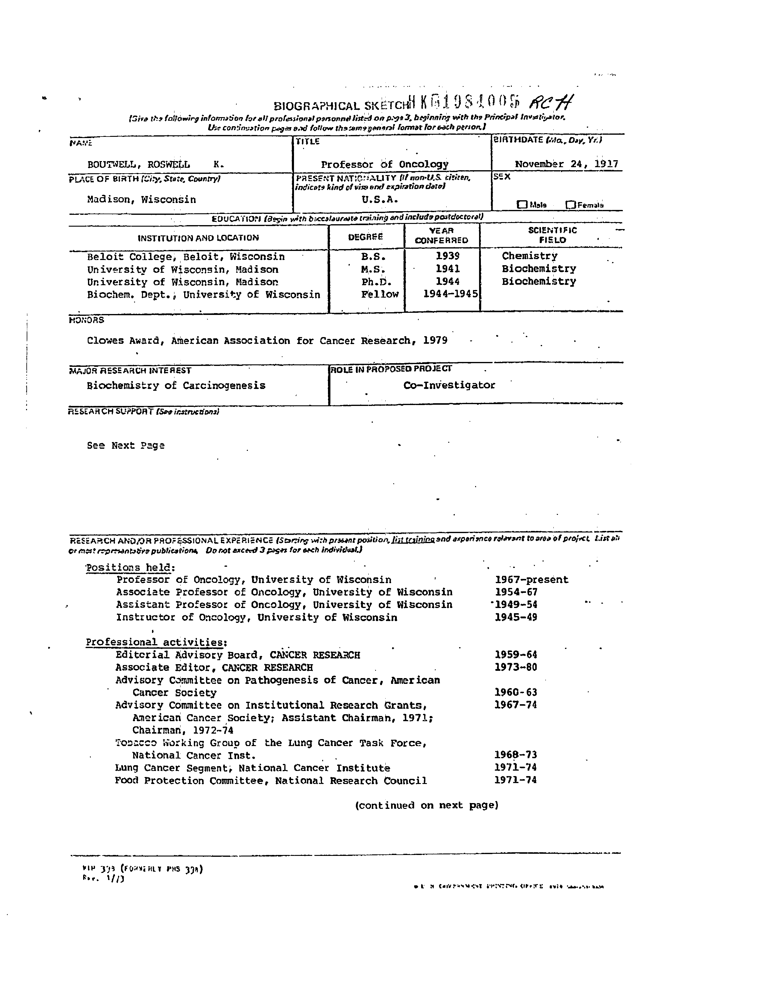 BIOGRAPHICAL SKETCH HKG1984005 RCH
(Give the following information for all professional personnel listed on page 3, beginning with the Principal Investigator.
Use continuation pages and follow the same general format for each person.)
NAME TITLE BIRTHDATE (Mo., Day, Yr.)
BOUTWELL, ROSWELL K. Professor of Oncology November 24, 1917
PLACE OF BIRTH (City, State, Country) PRESENT NATIONALITY (If non-U.S. citizen, SEX
indicate kind of visa and expiration date)
Madison, Wisconsin U.S.A. Male Female
EDUCATION (Begin with baccalaureate training and include postdoctoral)
INSTITUTION AND LOCATION DEGREE YEAR CONFERRED SCIENTIFIC FIELD
Beloit College, Beloit, Wisconsin B.S. 1939 Chemistry
University of Wisconsin, Madison M.S. 1941 Biochemistry
University of Wisconsin, Madison Ph.D. 1944 Biochemistry
Biochem. Dept., University of Wisconsin Fellow 1944-1945
HONORS
Clowes Award, American Association for Cancer Research, 1979
MAJOR RESEARCH INTEREST ROLE IN PROPOSED PROJECT
Biochemistry of Carcinogenesis Co-Investigator
RESEARCH SUPPORT (See instructions)
See Next Page
RESEARCH AND/OR PROFESSIONAL EXPERIENCE (Starting with present position, list training and experience relevant to area of project. List all
or most representative publications. Do not exceed 3 pages for each individual.)
Positions held:
Professor of Oncology, University of Wisconsin 1967-present
Associate Professor of Oncology, University of Wisconsin 1954-67
Assistant Professor of Oncology, University of Wisconsin 1949-54
Instructor of Oncology, University of Wisconsin 1945-49
Professional activities:
Editorial Advisory Board, CANCER RESEARCH 1959-64
Associate Editor, CANCER RESEARCH 1973-80
Advisory Committee on Pathogenesis of Cancer, American
Cancer Society 1960-63
Advisory Committee on Institutional Research Grants, 1967-74
American Cancer Society; Assistant Chairman, 1971;
Chairman, 1972-74
Tobacco Working Group of the Lung Cancer Task Force,
National Cancer Inst. 1968-73
Lung Cancer Segment, National Cancer Institute 1971-74
Food Protection Committee, National Research Council 1971-74
(continued on next page)
NIH 398 (FORMERLY PHS 398)
Rev. 1/73
U.S. GOVERNMENT PRINTING OFFICE